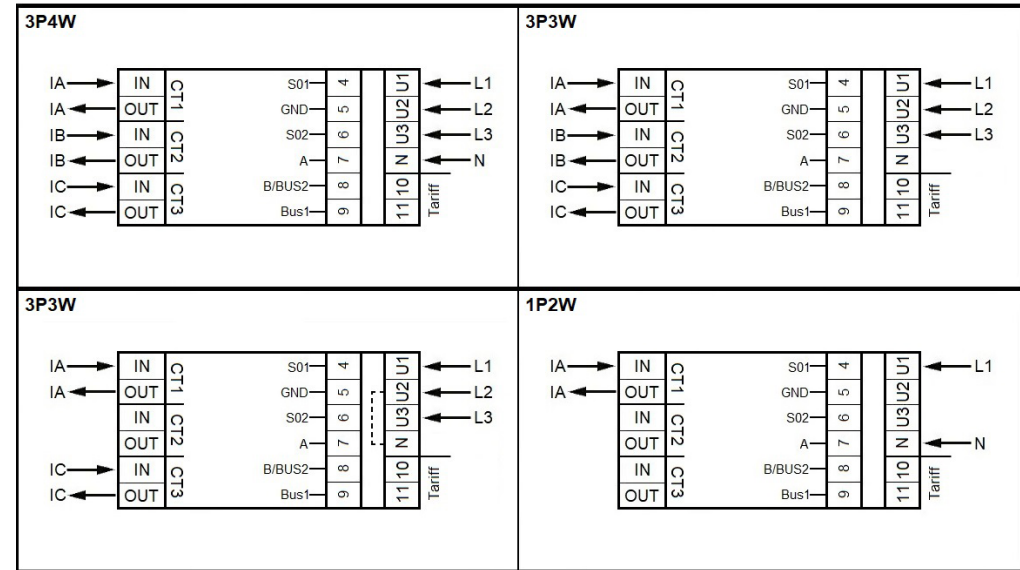 3P4W
IA IN CT1 S01 4 U1 L1
IA OUT GND 5 U2 L2
IB IN CT2 S02 6 U3 L3
IB OUT A 7 N N
IC IN CT3 B/BUS2 8 10 Tariff
IC OUT Bus1 9 11
3P3W
IA IN CT1 S01 4 U1 L1
IA OUT GND 5 U2 L2
IB IN CT2 S02 6 U3 L3
IB OUT A 7 N
IC IN CT3 B/BUS2 8 10 Tariff
IC OUT Bus1 9 11
3P3W
IA IN CT1 S01 4 U1 L1
IA OUT GND 5 U2 L2
IN CT2 S02 6 U3 L3
OUT A 7 N
IC IN CT3 B/BUS2 8 10 Tariff
IC OUT Bus1 9 11
1P2W
IA IN CT1 S01 4 U1 L1
IA OUT GND 5 U2
IN CT2 S02 6 U3
OUT A 7 N N
IN CT3 B/BUS2 8 10 Tariff
OUT Bus1 9 11